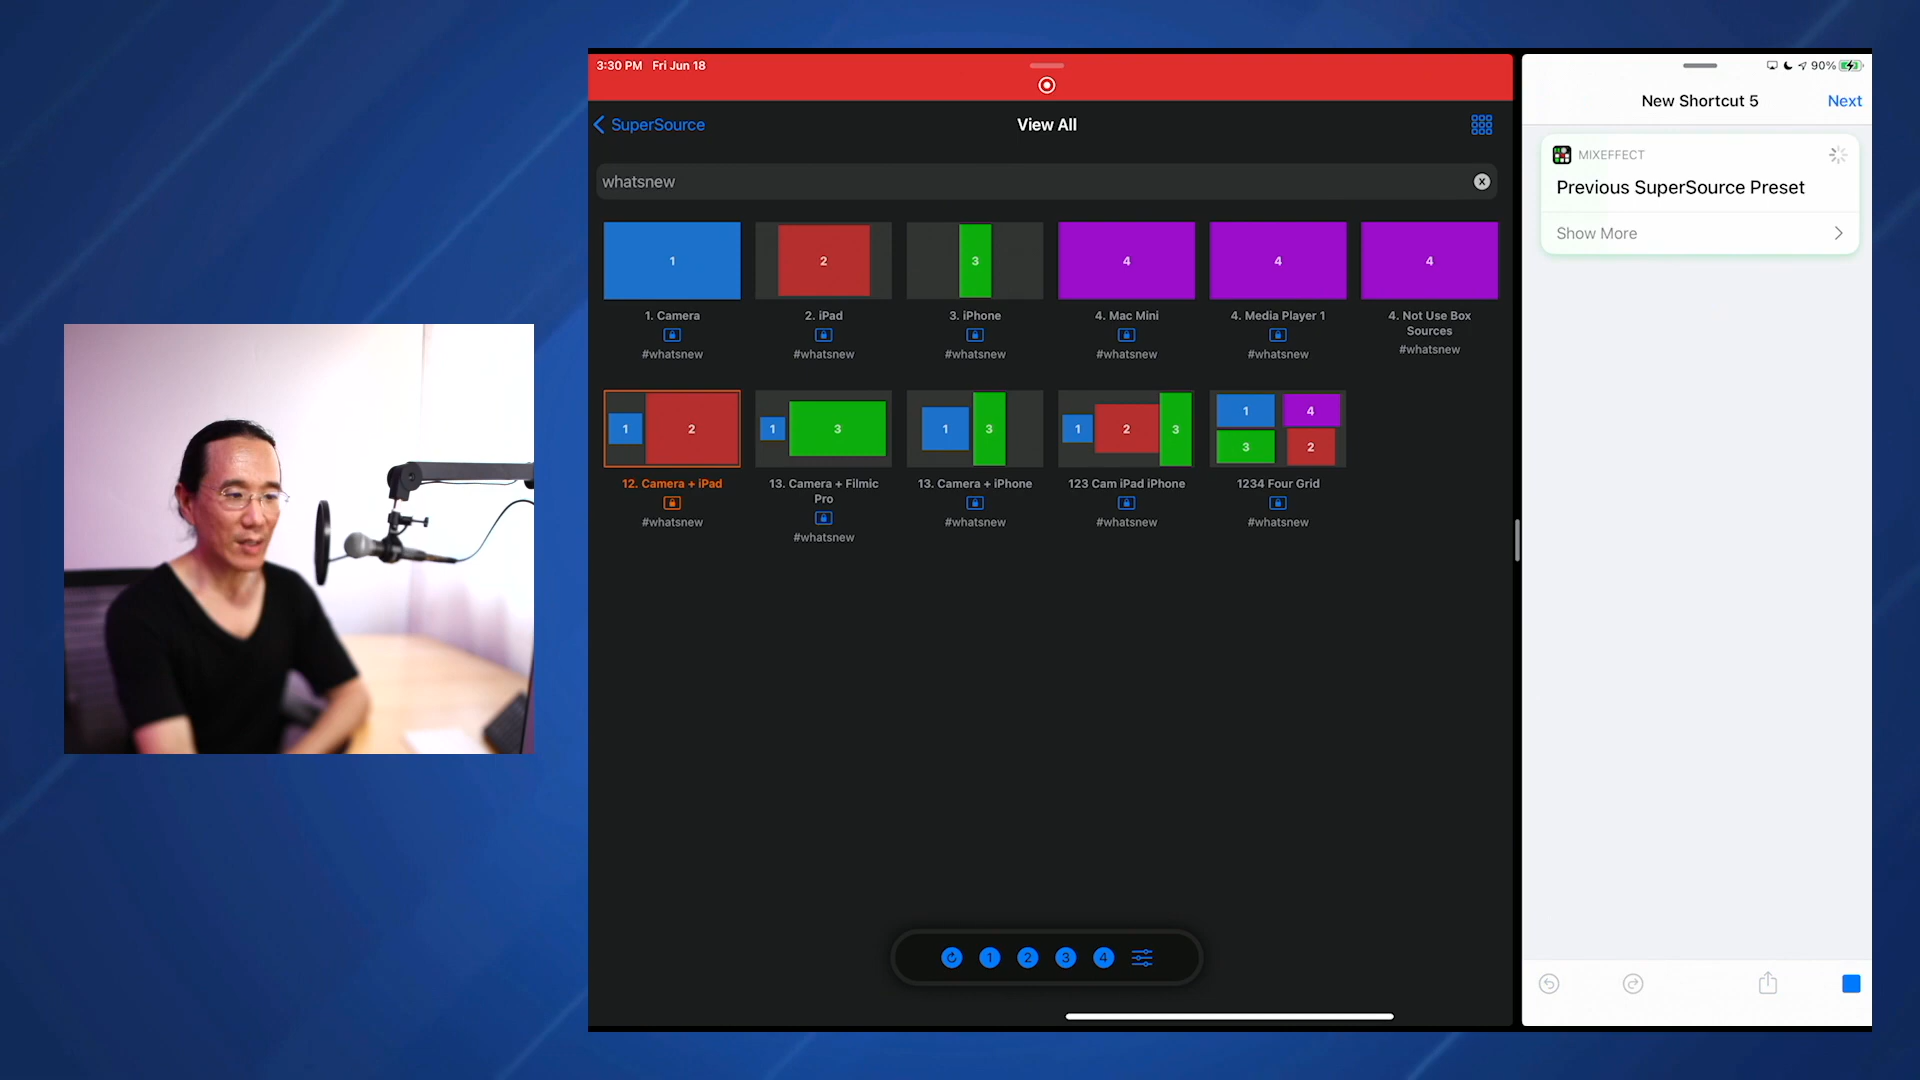 3:30 PM Fri Jun 18
90%
SuperSource
View All
New Shortcut 5
Next
whatsnew
MIXEFFECT
Previous SuperSource Preset
Show More
1
2
3
4
4
4
1. Camera
2. iPad
3. iPhone
4. Mac Mini
4. Media Player 1
4. Not Use Box
Sources
#whatsnew
#whatsnew
#whatsnew
#whatsnew
#whatsnew
#whatsnew
1 2
1 3
1 3
1 2 3
1 4
3 2
12. Camera + iPad
13. Camera + Filmic
Pro
13. Camera + iPhone
123 Cam iPad iPhone
1234 Four Grid
#whatsnew
#whatsnew
#whatsnew
#whatsnew
#whatsnew
1 2 3 4